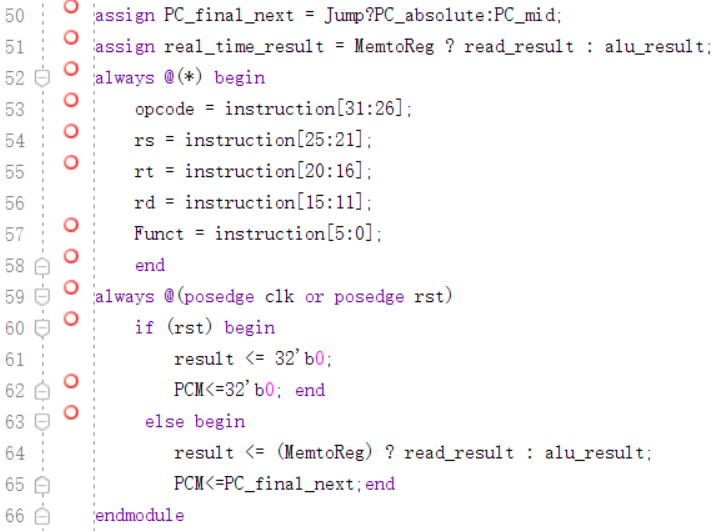 50 assign PC_final_next = Jump?PC_absolute:PC_mid;
51 assign real_time_result = MemtoReg ? read_result : alu_result;
52 always @(*) begin
53 opcode = instruction[31:26];
54 rs = instruction[25:21];
55 rt = instruction[20:16];
56 rd = instruction[15:11];
57 Funct = instruction[5:0];
58 end
59 always @(posedge clk or posedge rst)
60 if (rst) begin
61 result <= 32'b0;
62 PCM<=32'b0; end
63 else begin
64 result <= (MemtoReg) ? read_result : alu_result;
65 PCM<=PC_final_next;end
66 endmodule